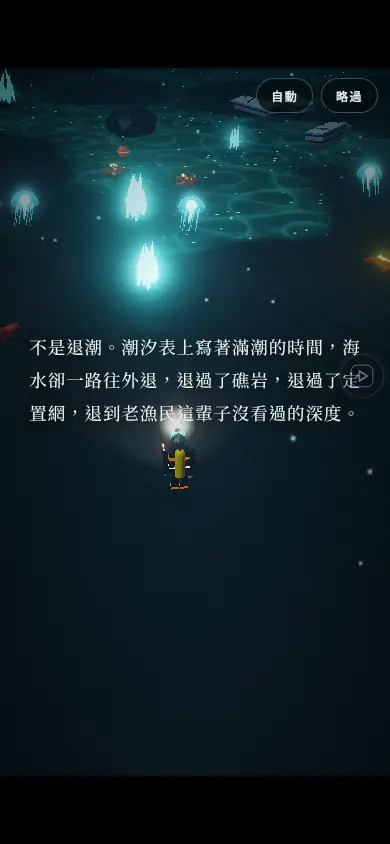 自動
略過
不是退潮。潮汐表上寫著滿潮的時間，海
水卻一路往外退，退過了礁岩，退過了定
置網，退到老漁民這輩子沒看過的深度。